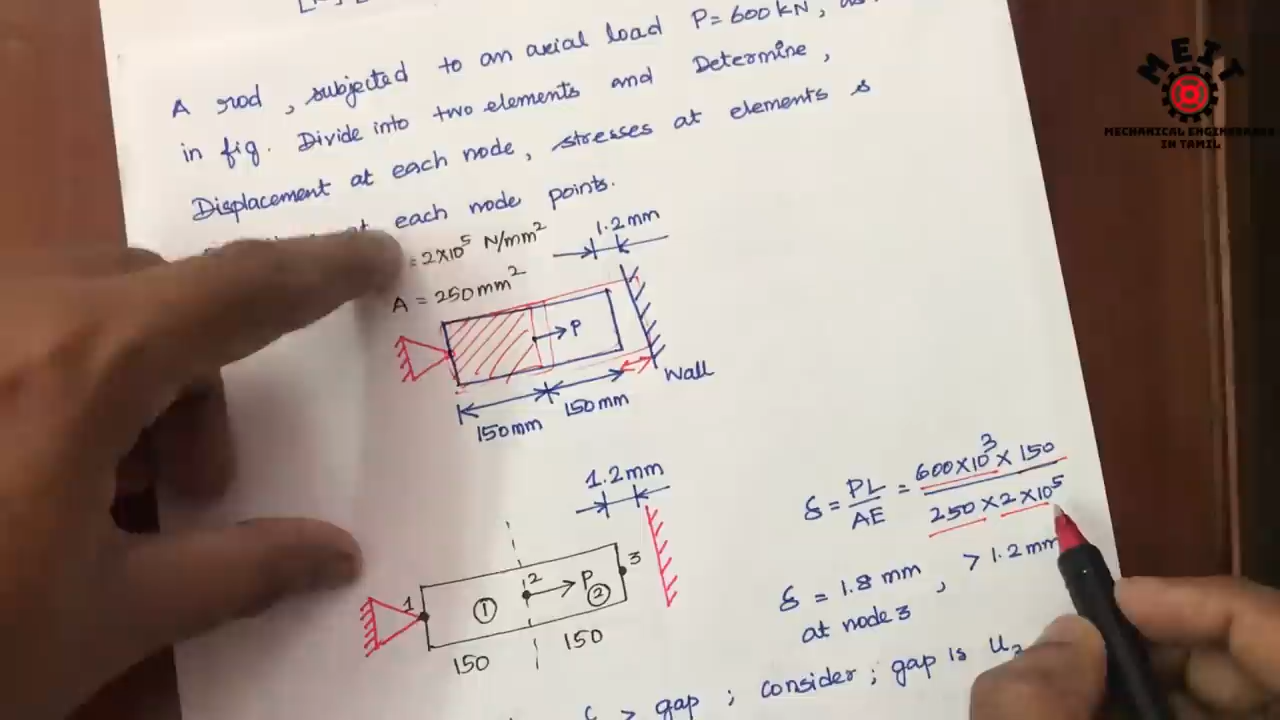 A rod, subjected to an axial load P = 600 kN,
in fig. Divide into two elements and Determine,
Displacement at each node, stresses at elements &
at each node points.
= 2×10⁵ N/mm²
A = 250 mm²
1.2mm
P
Wall
150mm
150mm
1.2mm
1
①
2
P
②
3
150
150
δ = PL/AE = 600×10³×150 / 250×2×10⁵
δ = 1.8 mm, > 1.2 mm
at node 3
> gap ; consider ; gap is U₃
MEIT
MECHANICAL ENGINEERING
IN TAMIL